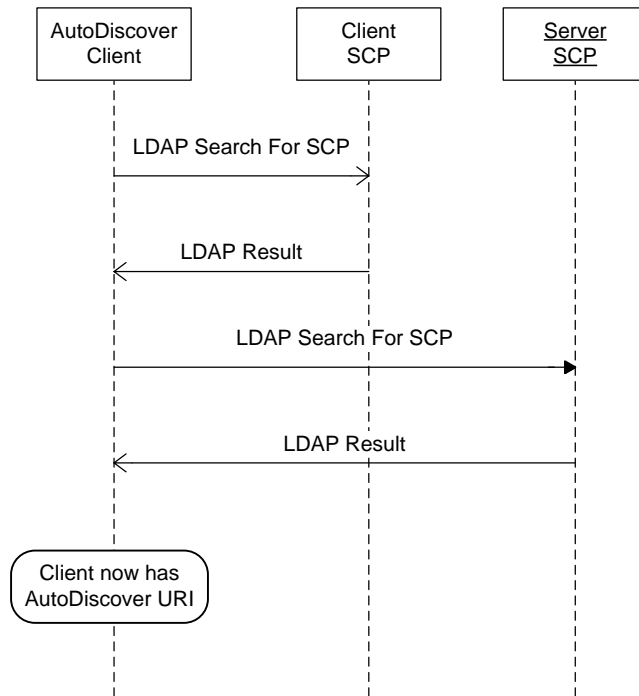 AutoDiscover
Client
Client
SCP
Server
SCP
LDAP Search For SCP
LDAP Result
LDAP Search For SCP
LDAP Result
Client now has
AutoDiscover URI